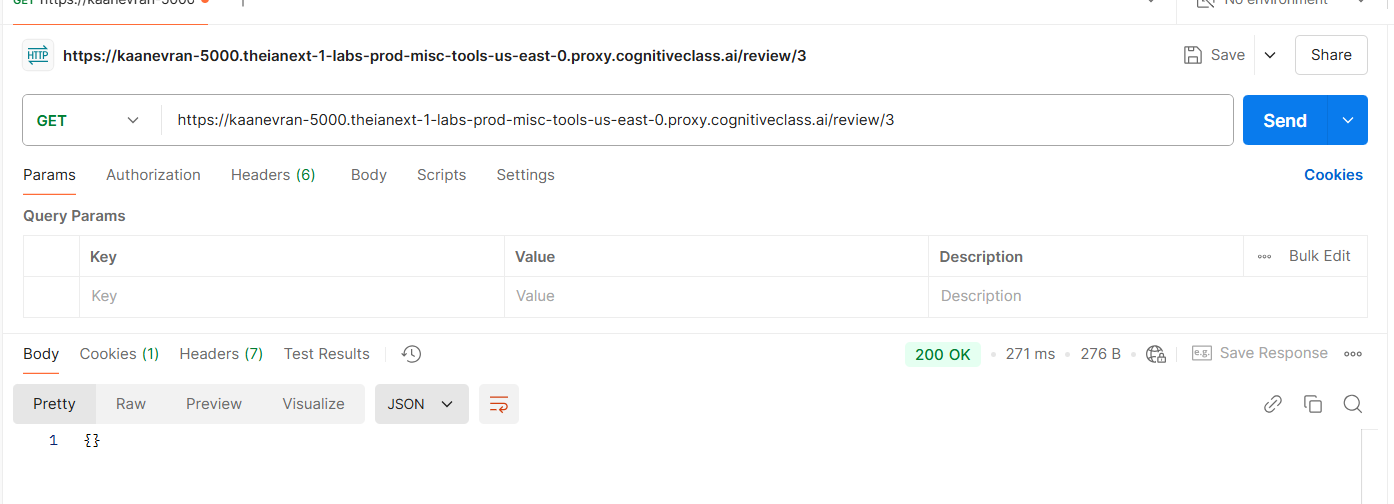 GET https://kaanevran-5000
No environment
HTTP https://kaanevran-5000.theianext-1-labs-prod-misc-tools-us-east-0.proxy.cognitiveclass.ai/review/3 Save Share
GET https://kaanevran-5000.theianext-1-labs-prod-misc-tools-us-east-0.proxy.cognitiveclass.ai/review/3 Send
Params Authorization Headers (6) Body Scripts Settings Cookies
Query Params
Key Value Description Bulk Edit
Key Value Description
Body Cookies (1) Headers (7) Test Results 200 OK 271 ms 276 B e.g. Save Response
Pretty Raw Preview Visualize JSON
1 {}